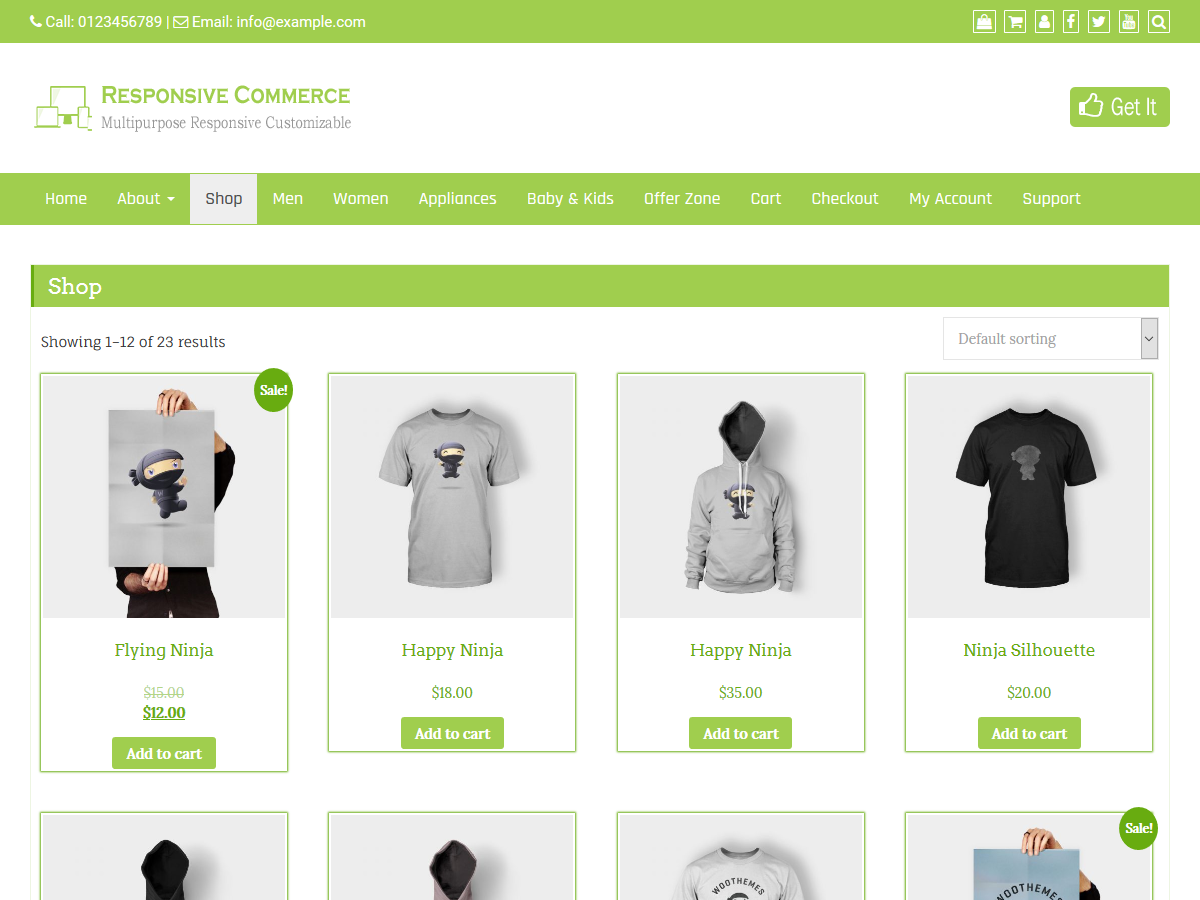 Call: 0123456789 | Email: info@example.com
RESPONSIVE COMMERCE
Multipurpose Responsive Customizable
Get It
Home About Shop Men Women Appliances Baby & Kids Offer Zone Cart Checkout My Account Support
Shop
Showing 1–12 of 23 results
Default sorting
Sale!
Flying Ninja
$15.00
$12.00
Add to cart
Happy Ninja
$18.00
Add to cart
Happy Ninja
$35.00
Add to cart
Ninja Silhouette
$20.00
Add to cart
WOOTHEMES
Sale!
WOOTHEMES